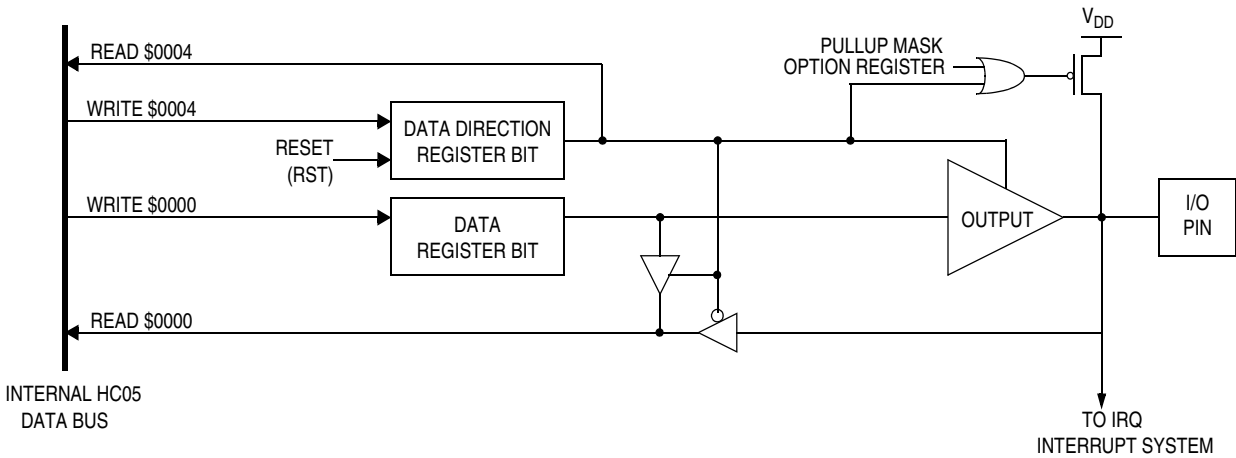 V_DD
READ $0004
PULLUP MASK
OPTION REGISTER
WRITE $0004
DATA DIRECTION
REGISTER BIT
RESET
(RST)
WRITE $0000
DATA
REGISTER BIT
OUTPUT
I/O
PIN
READ $0000
INTERNAL HC05
DATA BUS
TO IRQ
INTERRUPT SYSTEM